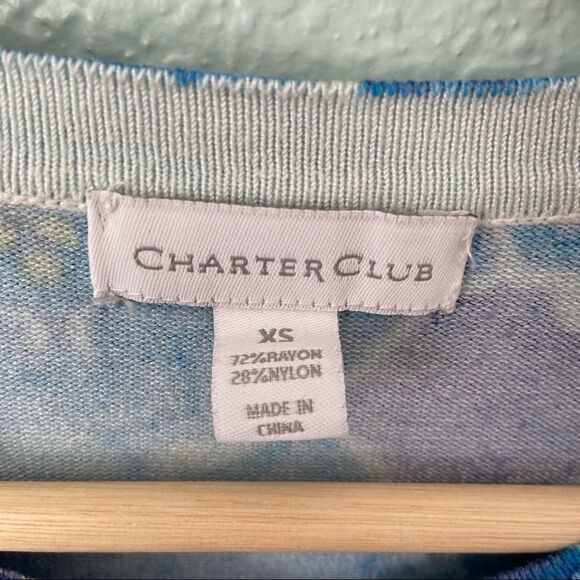 CHARTER CLUB
XS
72%RAYON
28%NYLON
MADE IN
CHINA